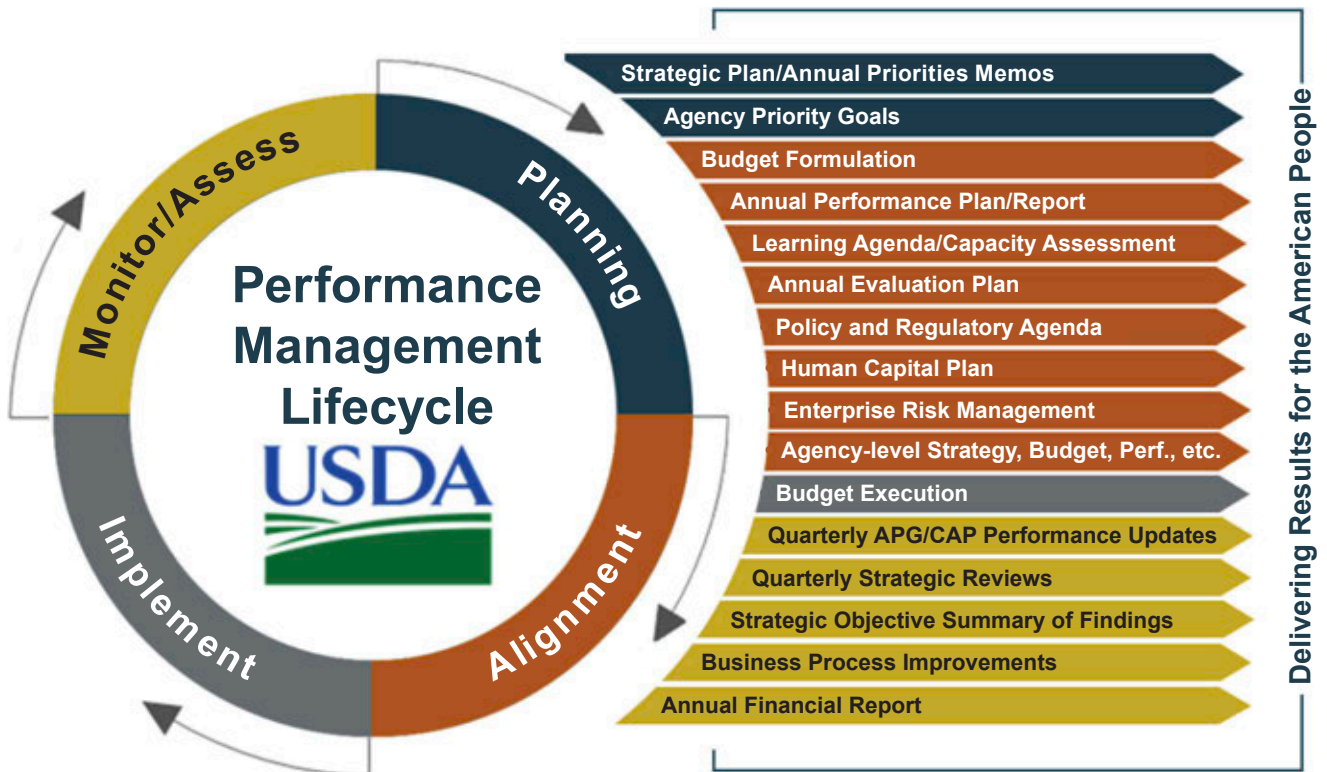 Monitor/Assess
Planning
Implement
Alignment
Performance
Management
Lifecycle
USDA
Strategic Plan/Annual Priorities Memos
Agency Priority Goals
Budget Formulation
Annual Performance Plan/Report
Learning Agenda/Capacity Assessment
Annual Evaluation Plan
Policy and Regulatory Agenda
Human Capital Plan
Enterprise Risk Management
Agency-level Strategy, Budget, Perf., etc.
Budget Execution
Quarterly APG/CAP Performance Updates
Quarterly Strategic Reviews
Strategic Objective Summary of Findings
Business Process Improvements
Annual Financial Report
Delivering Results for the American People